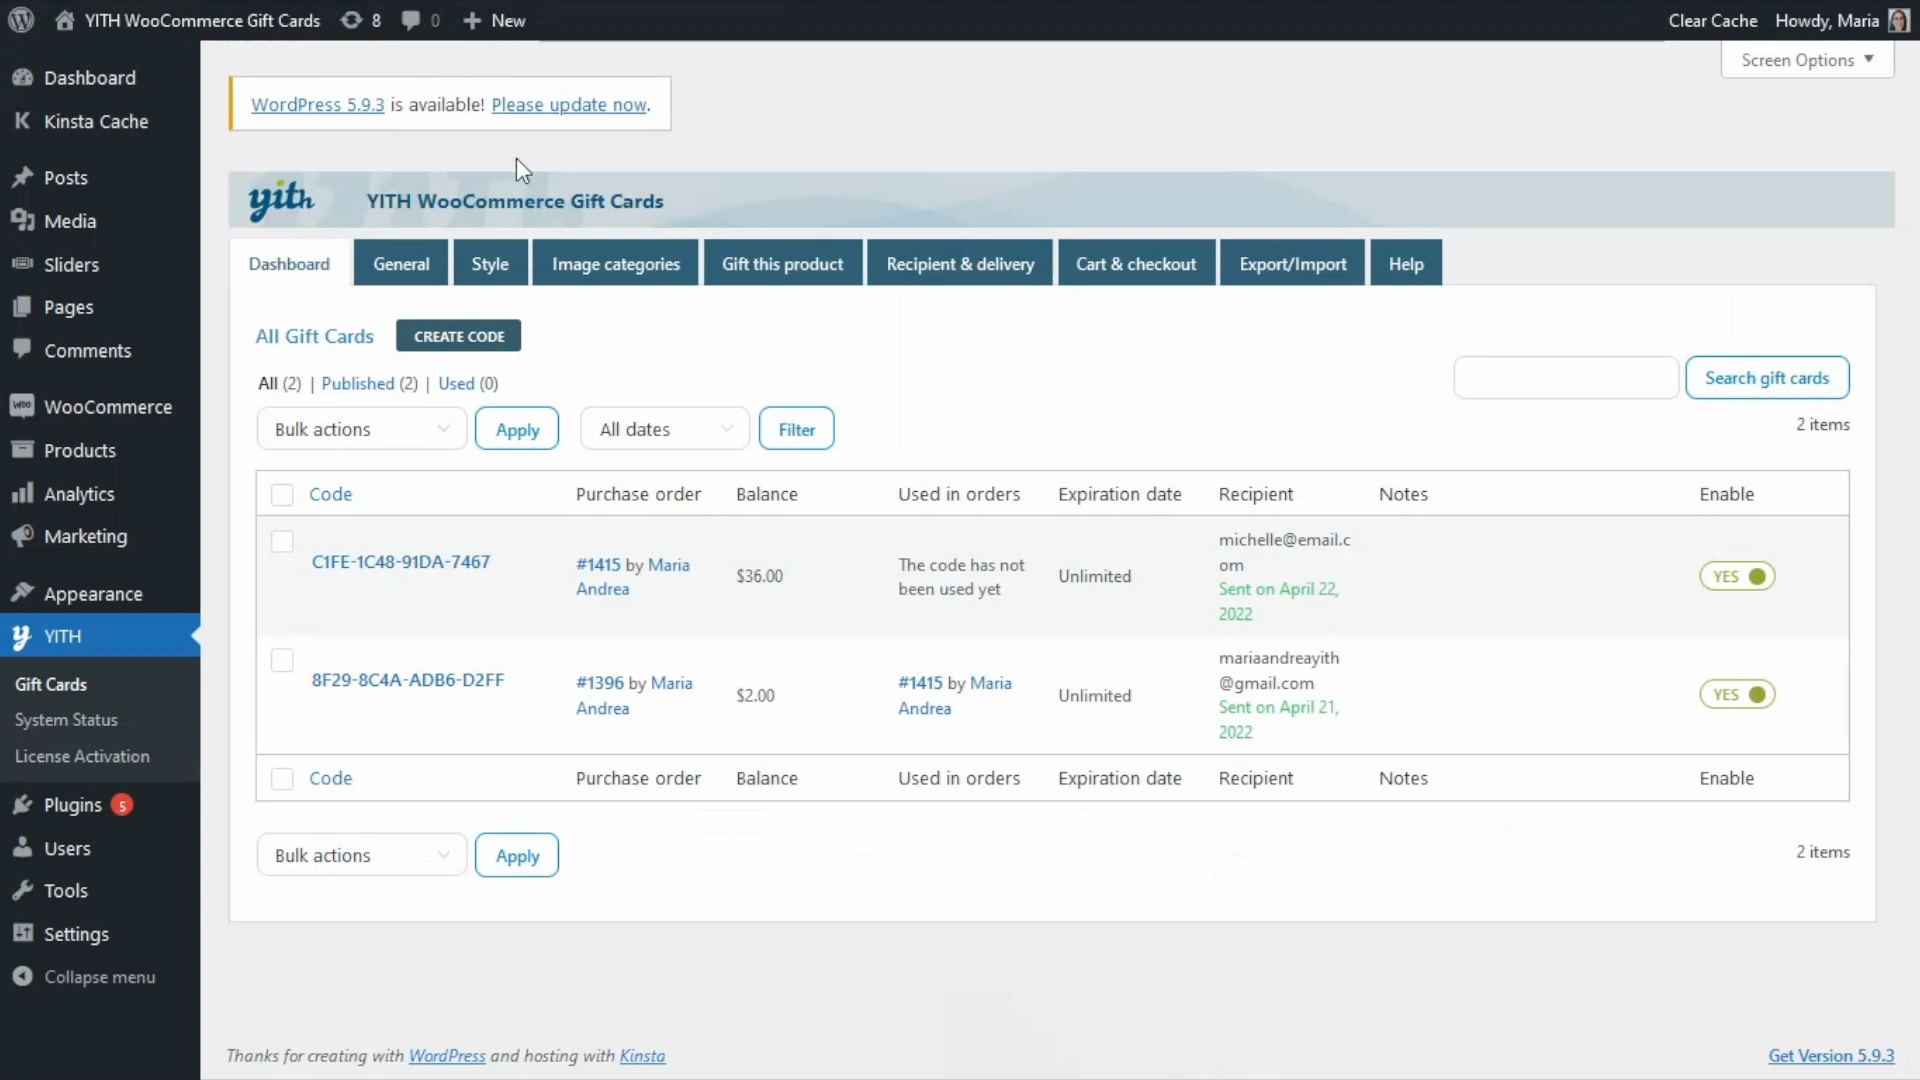 YITH WooCommerce Gift Cards 8 0 New Clear Cache Howdy, Maria
Screen Options
Dashboard
Kinsta Cache
Posts
Media
Sliders
Pages
Comments
WooCommerce
Products
Analytics
Marketing
Appearance
YITH
Gift Cards
System Status
License Activation
Plugins 5
Users
Tools
Settings
Collapse menu
WordPress 5.9.3 is available! Please update now.
yith YITH WooCommerce Gift Cards
Dashboard General Style Image categories Gift this product Recipient & delivery Cart & checkout Export/Import Help
All Gift Cards CREATE CODE
All (2) | Published (2) | Used (0)
Search gift cards
Bulk actions Apply All dates Filter
2 items
Code Purchase order Balance Used in orders Expiration date Recipient Notes Enable
C1FE-1C48-91DA-7467
#1415 by Maria
Andrea
$36.00
The code has not
been used yet
Unlimited
michelle@email.c
om
Sent on April 22,
2022
YES
8F29-8C4A-ADB6-D2FF
#1396 by Maria
Andrea
$2.00
#1415 by Maria
Andrea
Unlimited
mariaandreayith
@gmail.com
Sent on April 21,
2022
YES
Code Purchase order Balance Used in orders Expiration date Recipient Notes Enable
Bulk actions Apply
2 items
Thanks for creating with WordPress and hosting with Kinsta
Get Version 5.9.3